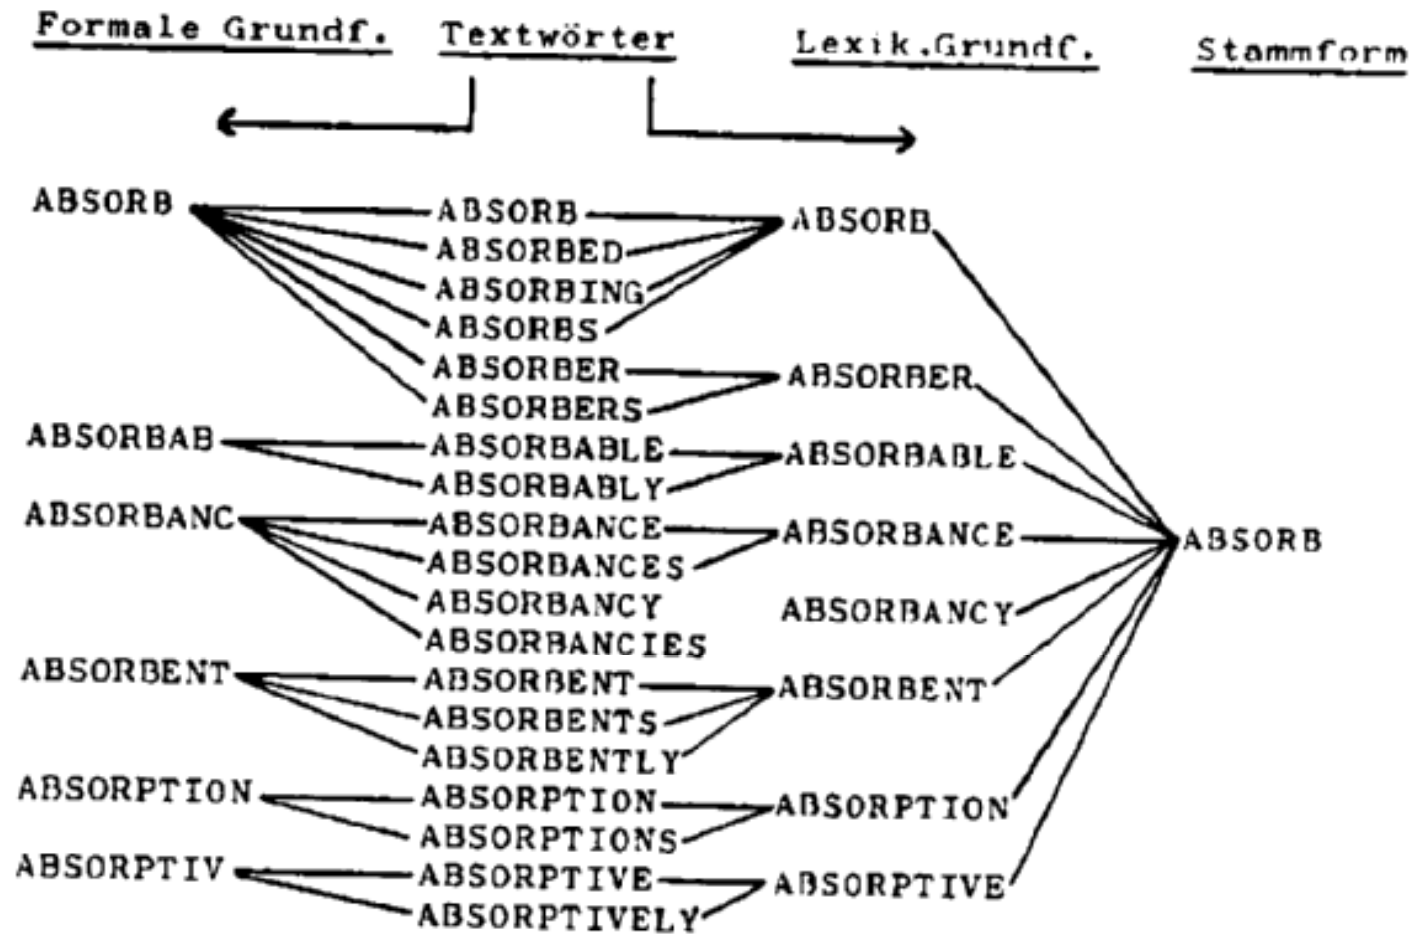 Formale Grundf. Textwörter Lexik.Grundf. Stammform
ABSORB ABSORB ABSORB
ABSORBED
ABSORBING
ABSORBS
ABSORBER ABSORBER
ABSORBERS
ABSORBAB ABSORBABLE ABSORBABLE
ABSORBABLY
ABSORBANC ABSORBANCE ABSORBANCE ABSORB
ABSORBANCES
ABSORBANCY ABSORBANCY
ABSORBANCIES
ABSORBENT ABSORBENT ABSORBENT
ABSORBENTS
ABSORBENTLY
ABSORPTION ABSORPTION ABSORPTION
ABSORPTIONS
ABSORPTIV ABSORPTIVE ABSORPTIVE
ABSORPTIVELY